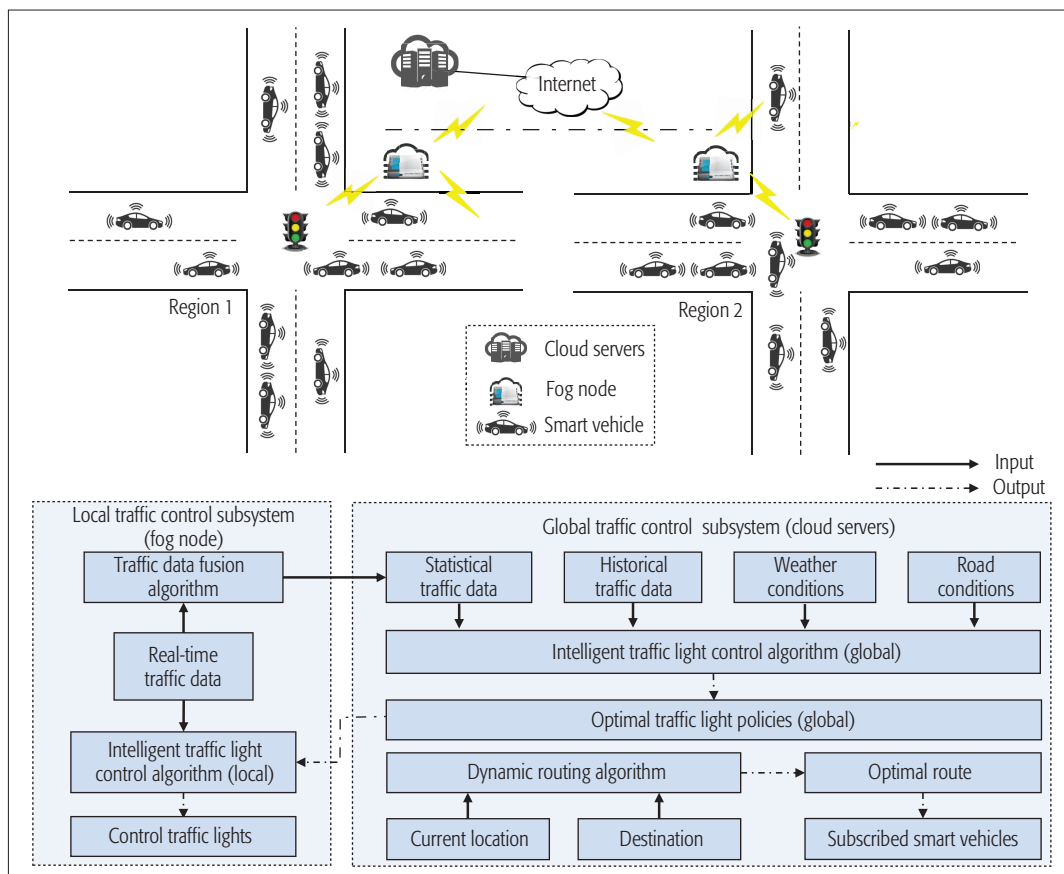 Internet
Region 1
Region 2
Cloud servers
Fog node
Smart vehicle
Input
Output
Local traffic control subsystem
(fog node)
Traffic data fusion
algorithm
Real-time
traffic data
Intelligent traffic light
control algorithm (local)
Control traffic lights
Global traffic control subsystem (cloud servers)
Statistical
traffic data
Historical
traffic data
Weather
conditions
Road
conditions
Intelligent traffic light control algorithm (global)
Optimal traffic light policies (global)
Dynamic routing algorithm
Optimal route
Current location
Destination
Subscribed smart vehicles